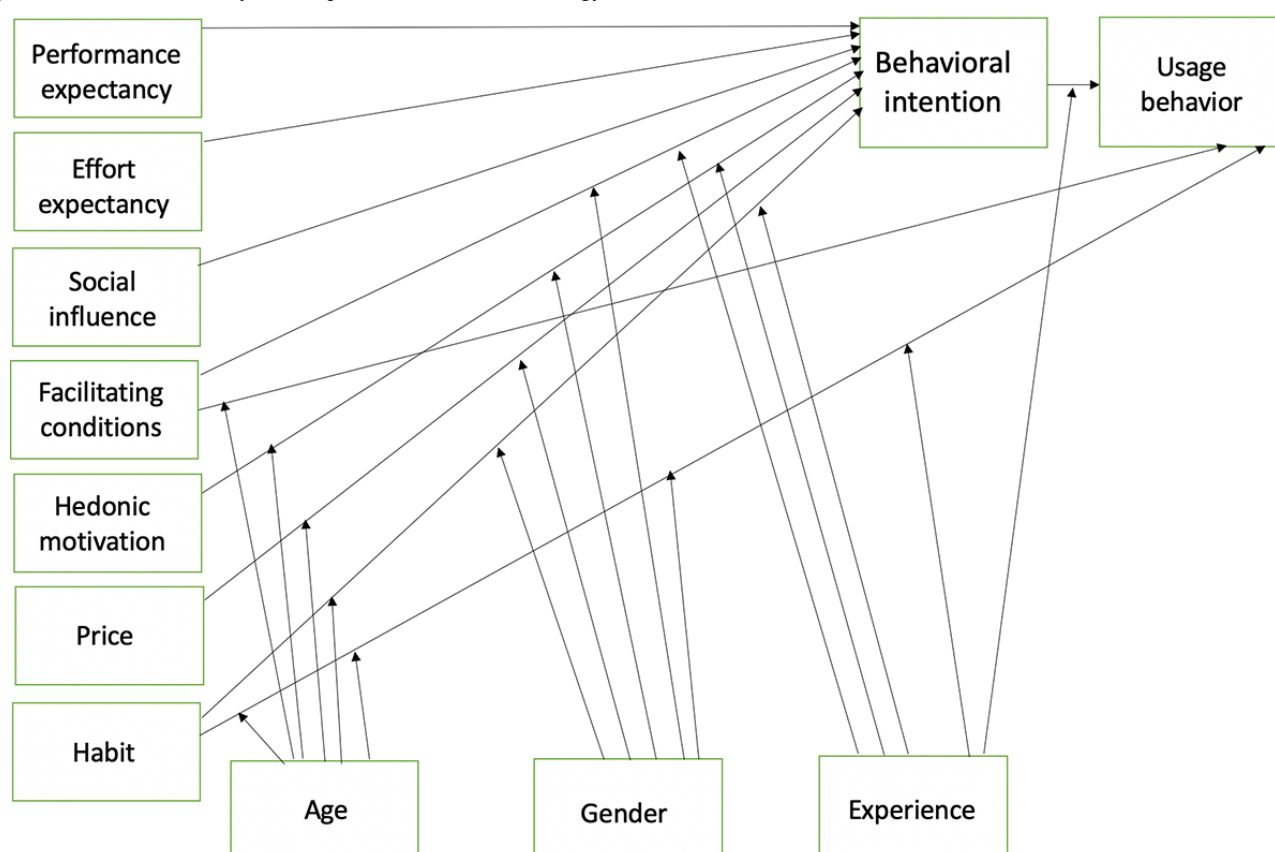 Performance
expectancy
Effort
expectancy
Social
influence
Facilitating
conditions
Hedonic
motivation
Price
Habit
Behavioral
intention
Usage
behavior
Age
Gender
Experience